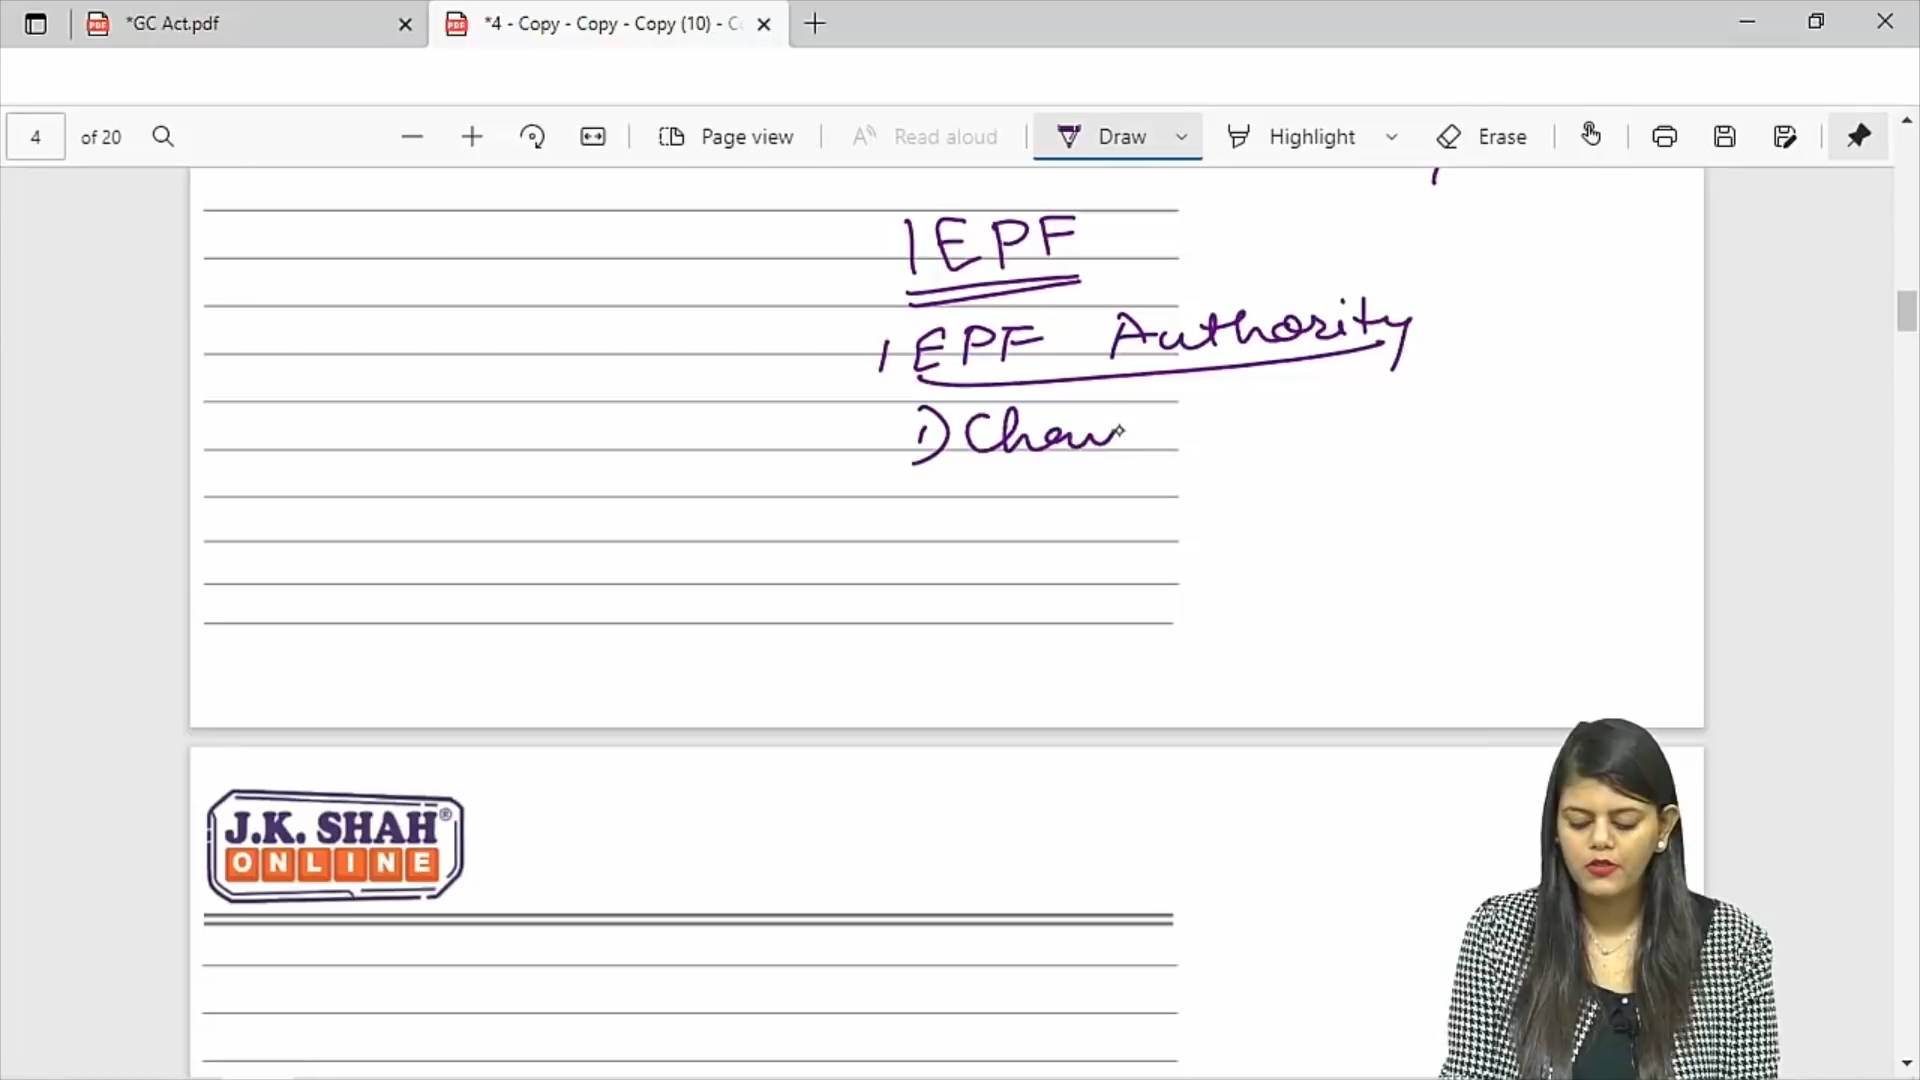 *GC Act.pdf
*4 - Copy - Copy - Copy (10) - C
4 of 20
Page view
Read aloud
Draw
Highlight
Erase
IEPF
IEPF Authority
1) Chau
J.K. SHAH®
ONLINE